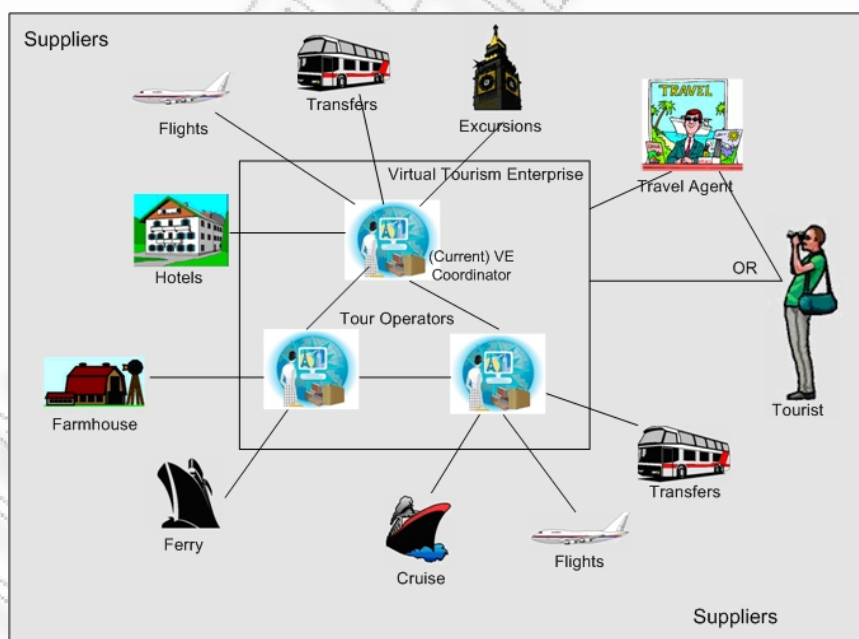 Suppliers
Flights
Transfers
Excursions
TRAVEL
Travel Agent
Virtual Tourism Enterprise
(Current) VE
Coordinator
Hotels
OR
Tour Operators
Tourist
Farmhouse
Transfers
Ferry
Cruise
Flights
Suppliers